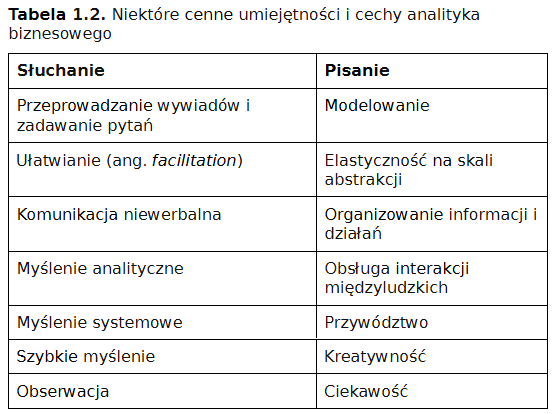 Tabela 1.2. Niektóre cenne umiejętności i cechy analityka
biznesowego
Słuchanie
Pisanie
Przeprowadzanie wywiadów i
zadawanie pytań
Modelowanie
Ułatwianie (ang. facilitation)
Elastyczność na skali
abstrakcji
Komunikacja niewerbalna
Organizowanie informacji i
działań
Myślenie analityczne
Obsługa interakcji
międzyludzkich
Myślenie systemowe
Przywództwo
Szybkie myślenie
Kreatywność
Obserwacja
Ciekawość